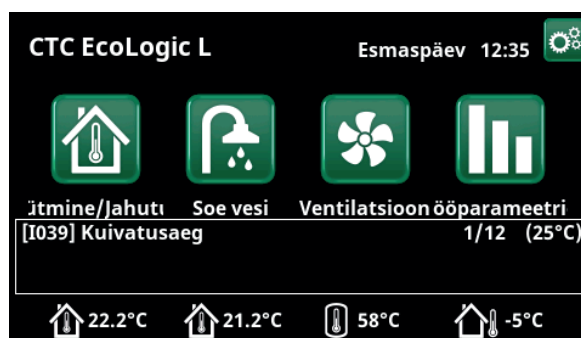 CTC EcoLogic L
Esmaspäev 12:35
ütmine/Jahutu Soe vesi Ventilatsioon ööparameetri
[I039] Kuivatusaeg 1/12 (25°C)
22.2°C 21.2°C 58°C -5°C